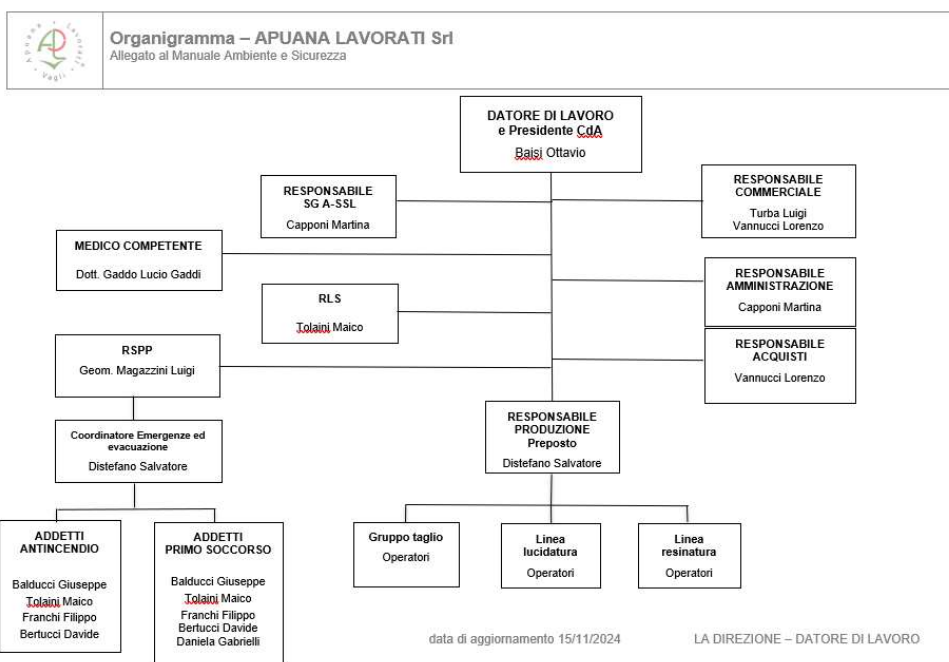 Apuana Lavorati
Vagli
Organigramma – APUANA LAVORATI Srl
Allegato al Manuale Ambiente e Sicurezza
DATORE DI LAVORO
e Presidente CdA
Baisi Ottavio
RESPONSABILE
SG A-SSL
Capponi Martina
RESPONSABILE
COMMERCIALE
Turba Luigi
Vannucci Lorenzo
MEDICO COMPETENTE
Dott. Gaddo Lucio Gaddi
RESPONSABILE
AMMINISTRAZIONE
Capponi Martina
RLS
Tolaini Maico
RSPP
Geom. Magazzini Luigi
RESPONSABILE
ACQUISTI
Vannucci Lorenzo
Coordinatore Emergenze ed
evacuazione
Distefano Salvatore
RESPONSABILE
PRODUZIONE
Preposto
Distefano Salvatore
ADDETTI
ANTINCENDIO
Balducci Giuseppe
Tolaini Maico
Franchi Filippo
Bertucci Davide
ADDETTI
PRIMO SOCCORSO
Balducci Giuseppe
Tolaini Maico
Franchi Filippo
Bertucci Davide
Daniela Gabrielli
Gruppo taglio
Operatori
Linea
lucidatura
Operatori
Linea
resinatura
Operatori
data di aggiornamento 15/11/2024
LA DIREZIONE – DATORE DI LAVORO